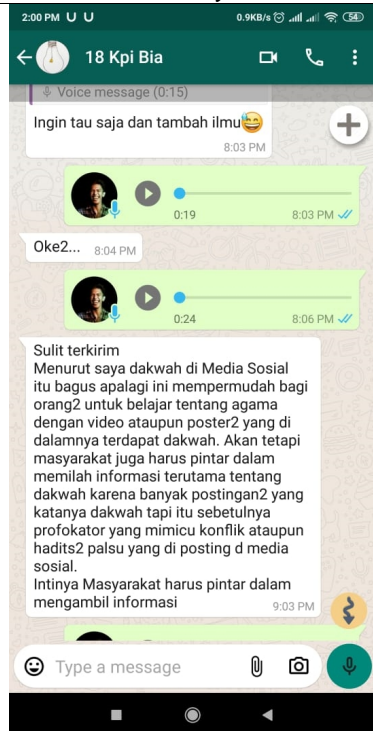 2:00 PM U U 0.9KB/s 54
18 Kpi Bia
Voice message (0:15)
Ingin tau saja dan tambah ilmu😅
8:03 PM
0:19 8:03 PM
Oke2... 8:04 PM
0:24 8:06 PM
Sulit terkirim
Menurut saya dakwah di Media Sosial
itu bagus apalagi ini mempermudah bagi
orang2 untuk belajar tentang agama
dengan video ataupun poster2 yang di
dalamnya terdapat dakwah. Akan tetapi
masyarakat juga harus pintar dalam
memilah informasi terutama tentang
dakwah karena banyak postingan2 yang
katanya dakwah tapi itu sebetulnya
profokator yang mimicu konflik ataupun
hadits2 palsu yang di posting d media
sosial.
Intinya Masyarakat harus pintar dalam
mengambil informasi 9:03 PM
Type a message